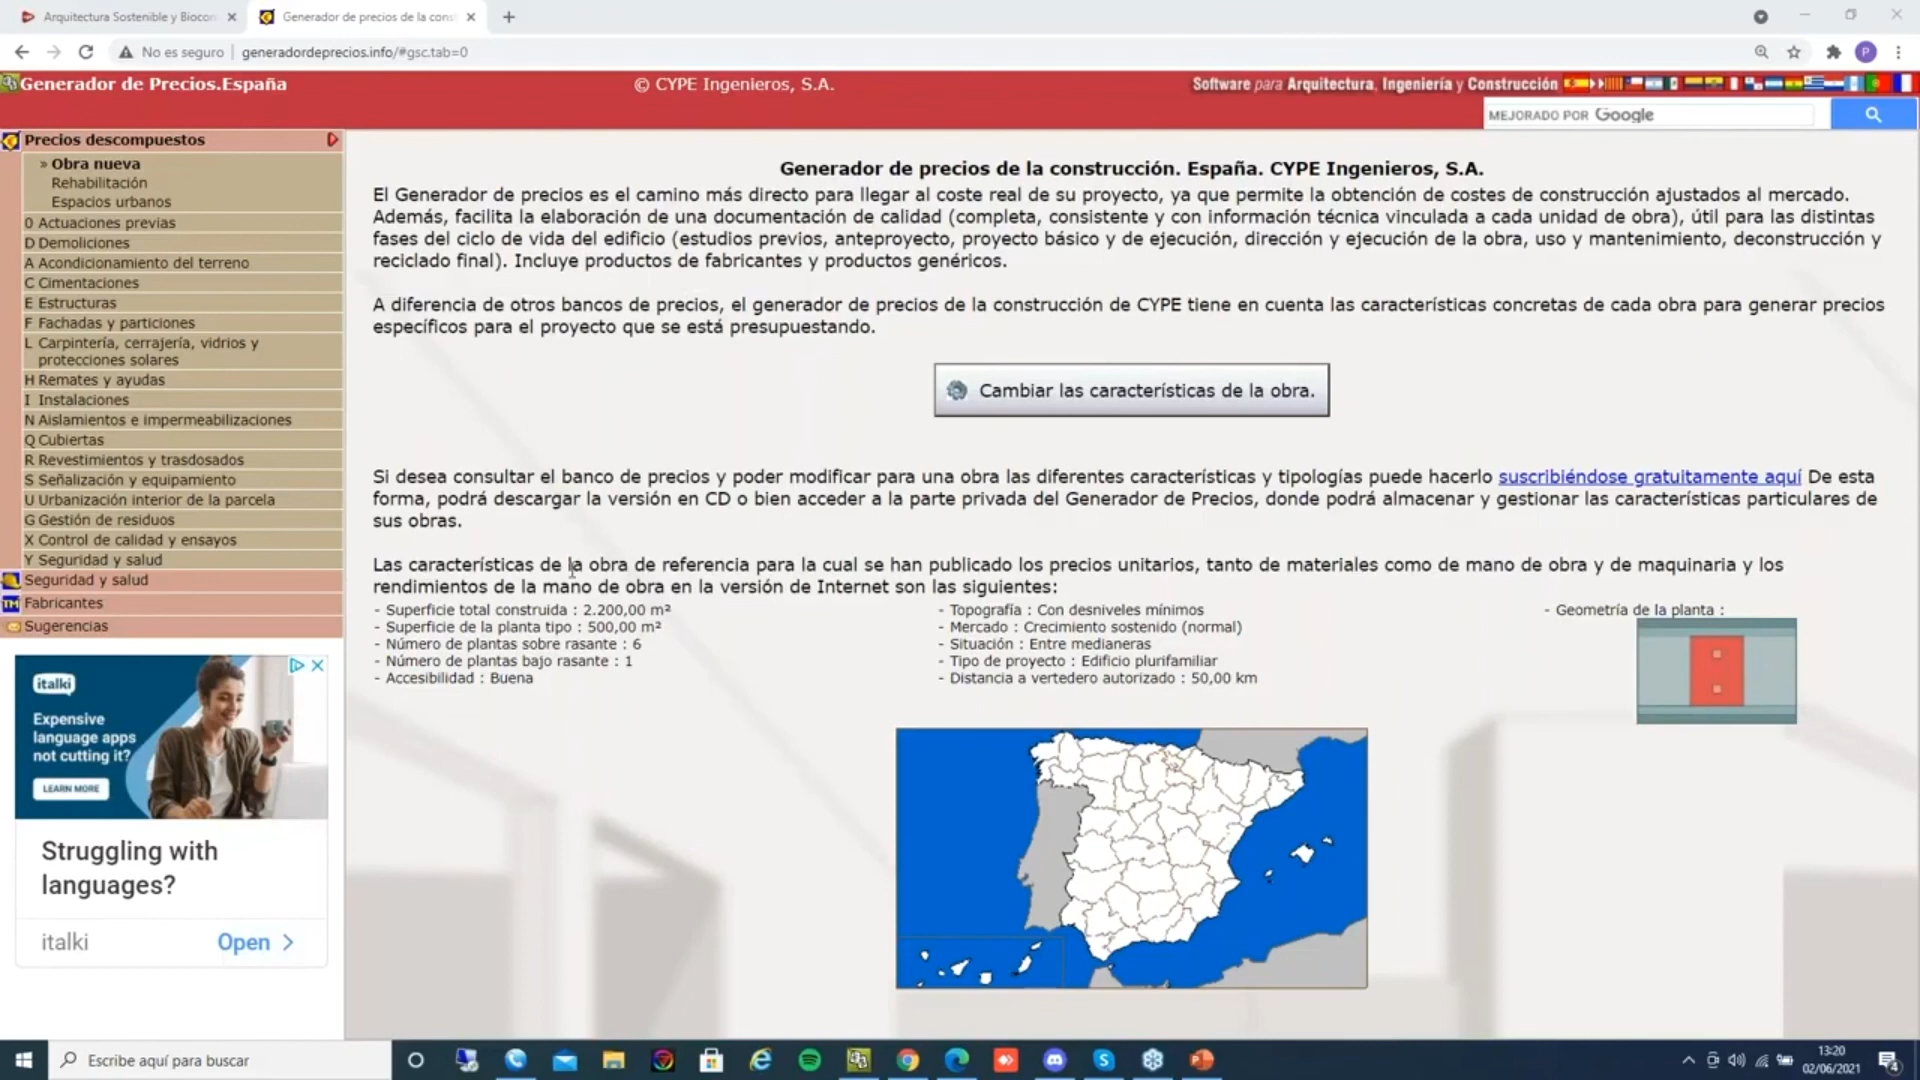 Arquitectura Sostenible y Biocon
Generador de precios de la const
No es seguro
generadordeprecios.info/#gsc.tab=0
P
Generador de Precios.España
© CYPE Ingenieros, S.A.
Software para Arquitectura, Ingeniería y Construcción
MEJORADO POR Google
Precios descompuestos
» Obra nueva
Rehabilitación
Espacios urbanos
0 Actuaciones previas
D Demoliciones
A Acondicionamiento del terreno
C Cimentaciones
E Estructuras
F Fachadas y particiones
L Carpintería, cerrajería, vidrios y
protecciones solares
H Remates y ayudas
I Instalaciones
N Aislamientos e impermeabilizaciones
Q Cubiertas
R Revestimientos y trasdosados
S Señalización y equipamiento
U Urbanización interior de la parcela
G Gestión de residuos
X Control de calidad y ensayos
Y Seguridad y salud
Seguridad y salud
TM Fabricantes
Sugerencias
italki
Expensive
language apps
not cutting it?
LEARN MORE
Struggling with
languages?
italki
Open
Generador de precios de la construcción. España. CYPE Ingenieros, S.A.
El Generador de precios es el camino más directo para llegar al coste real de su proyecto, ya que permite la obtención de costes de construcción ajustados al mercado.
Además, facilita la elaboración de una documentación de calidad (completa, consistente y con información técnica vinculada a cada unidad de obra), útil para las distintas
fases del ciclo de vida del edificio (estudios previos, anteproyecto, proyecto básico y de ejecución, dirección y ejecución de la obra, uso y mantenimiento, deconstrucción y
reciclado final). Incluye productos de fabricantes y productos genéricos.
A diferencia de otros bancos de precios, el generador de precios de la construcción de CYPE tiene en cuenta las características concretas de cada obra para generar precios
específicos para el proyecto que se está presupuestando.
Cambiar las características de la obra.
Si desea consultar el banco de precios y poder modificar para una obra las diferentes características y tipologías puede hacerlo suscribiéndose gratuitamente aquí De esta
forma, podrá descargar la versión en CD o bien acceder a la parte privada del Generador de Precios, donde podrá almacenar y gestionar las características particulares de
sus obras.
Las características de la obra de referencia para la cual se han publicado los precios unitarios, tanto de materiales como de mano de obra y de maquinaria y los
rendimientos de la mano de obra en la versión de Internet son las siguientes:
- Superficie total construida : 2.200,00 m²
- Superficie de la planta tipo : 500,00 m²
- Número de plantas sobre rasante : 6
- Número de plantas bajo rasante : 1
- Accesibilidad : Buena
- Topografía : Con desniveles mínimos
- Mercado : Crecimiento sostenido (normal)
- Situación : Entre medianeras
- Tipo de proyecto : Edificio plurifamiliar
- Distancia a vertedero autorizado : 50,00 km
- Geometría de la planta :
Escribe aquí para buscar
13:20
02/06/2021
4